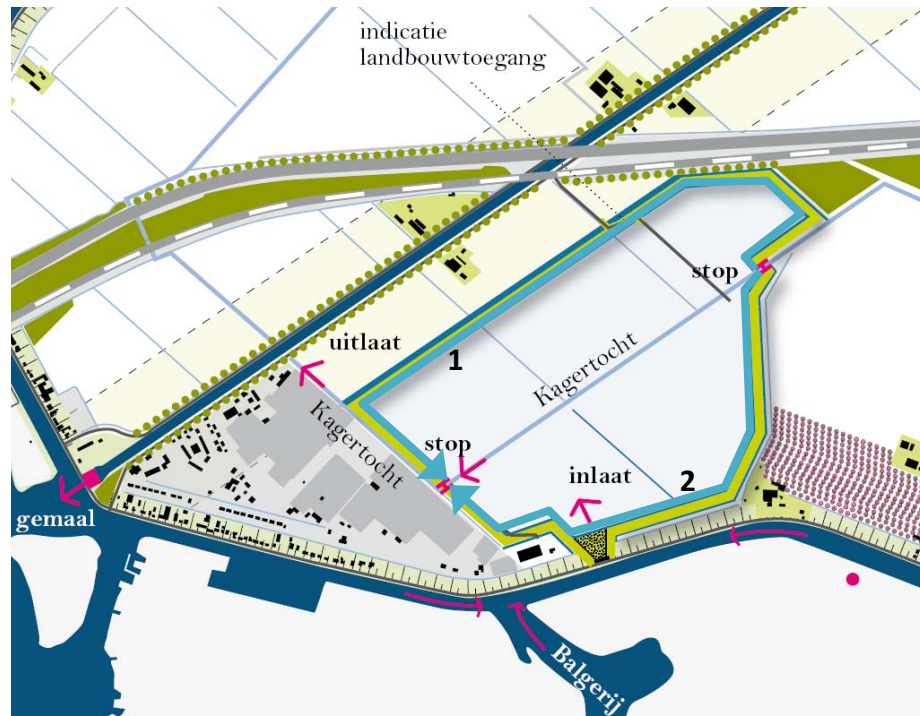 indicatie
landbouwtoegang
stop
uitlaat
1
Kagertocht
Kagertocht
stop
inlaat
2
gemaal
Balgerij